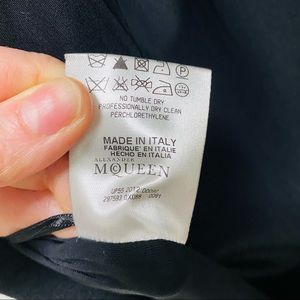 NO TUMBLE DRY
PROFESSIONALLY DRY CLEAN
PERCHLORETHYLENE.
MADE IN ITALY
FABRIQUE' EN ITALIE
HECHO EN ITALIA
ALEXANDER
MCQUEEN